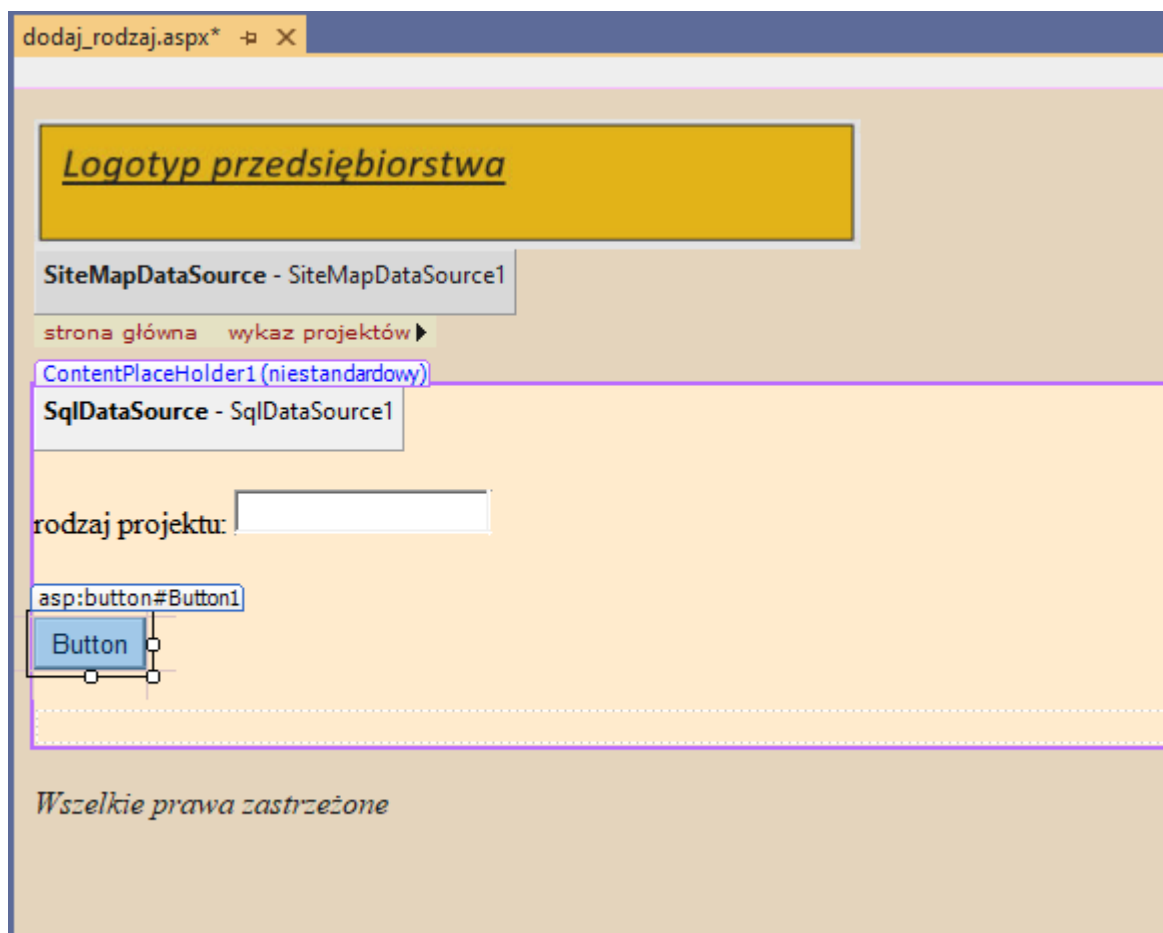 dodaj_rodzaj.aspx*
Logotyp przedsiębiorstwa
SiteMapDataSource - SiteMapDataSource1
strona główna wykaz projektów
ContentPlaceHolder1 (niestandardowy)
SqlDataSource - SqlDataSource1
rodzaj projektu:
asp:button#Button1
Button
Wszelkie prawa zastrzeżone